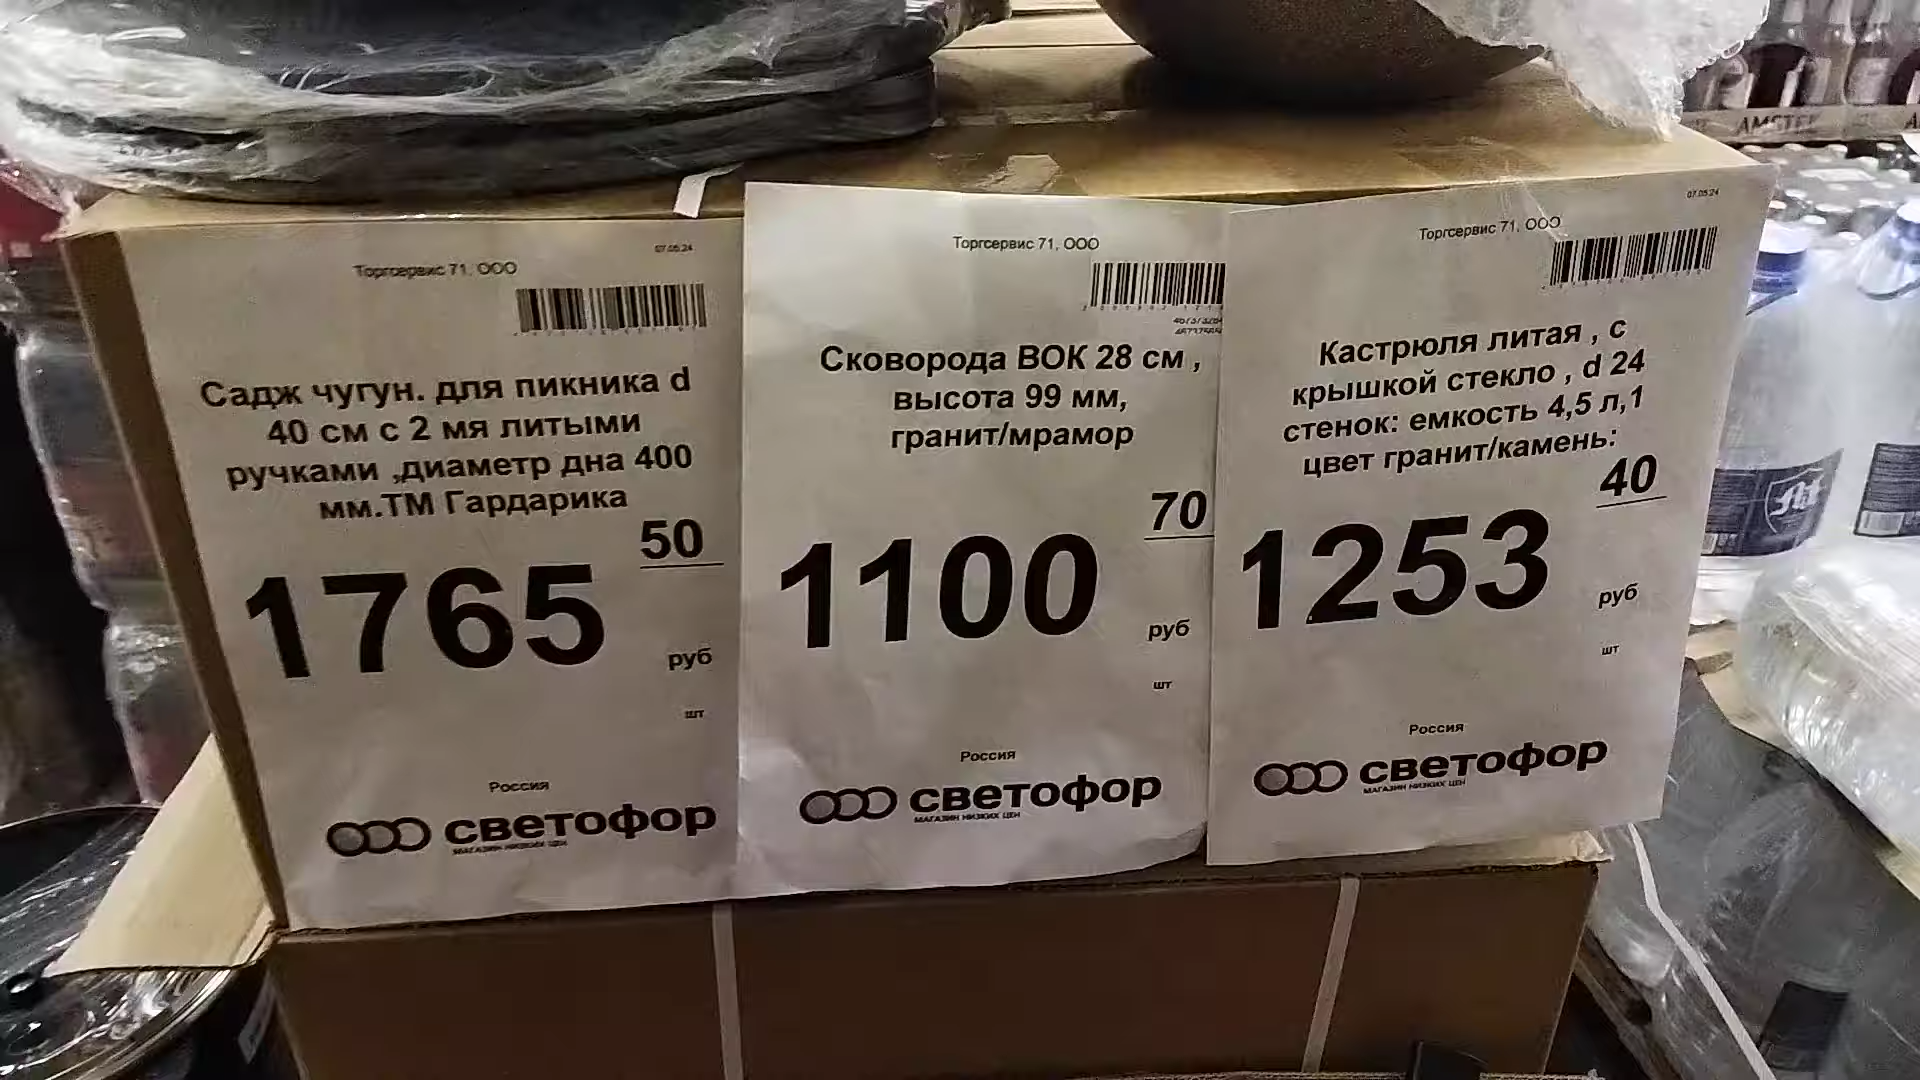 07.05.24
Торгсервис 71, ООО
Садж чугун. для пикника d
40 см с 2 мя литыми
ручками ,диаметр дна 400
мм.ТМ Гардарика
1765 50
руб
шт
Россия
светофор
МАГАЗИН НИЗКИХ ЦЕН
Торгсервис 71, ООО
Сковорода ВОК 28 см ,
высота 99 мм,
гранит/мрамор
1100 70
руб
шт
Россия
светофор
МАГАЗИН НИЗКИХ ЦЕН
07.05.24
Торгсервис 71, ООО
Кастрюля литая , с
крышкой стекло , d 24
стенок: емкость 4,5 л,1
цвет гранит/камень:
1253 40
руб
шт
Россия
светофор
МАГАЗИН НИЗКИХ ЦЕН